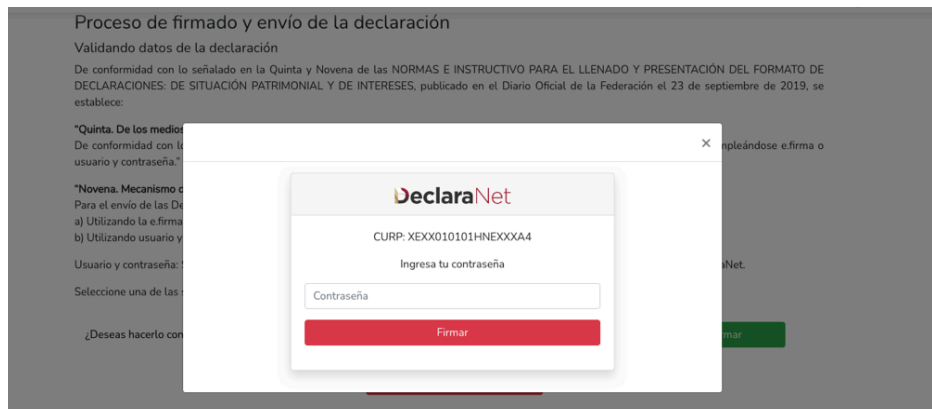 Proceso de firmado y envío de la declaración
Validando datos de la declaración
De conformidad con lo señalado en la Quinta y Novena de las NORMAS E INSTRUCTIVO PARA EL LLENADO Y PRESENTACIÓN DEL FORMATO DE
DECLARACIONES: DE SITUACIÓN PATRIMONIAL Y DE INTERESES, publicado en el Diario Oficial de la Federación el 23 de septiembre de 2019, se
establece:
"Quinta. De los medios
De conformidad con lo
mpleándose e.firma o
usuario y contraseña."
"Novena. Mecanismo d
Para el envío de las De
a) Utilizando la e.firma
b) Utilizando usuario y
Usuario y contraseña:
aNet.
Seleccione una de las
¿Deseas hacerlo con
mar
×
DeclaraNet
CURP: XEXX010101HNEXXXA4
Ingresa tu contraseña
Contraseña
Firmar